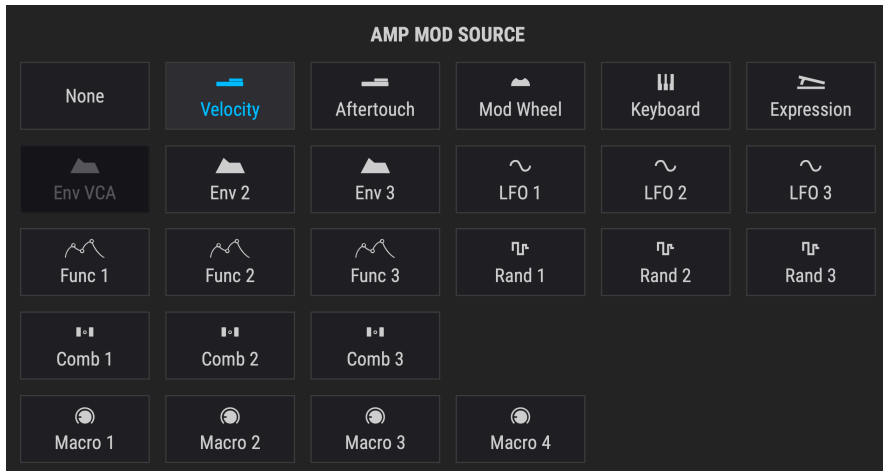 AMP MOD SOURCE
None Velocity Aftertouch Mod Wheel Keyboard Expression
Env VCA Env 2 Env 3 LFO 1 LFO 2 LFO 3
Func 1 Func 2 Func 3 Rand 1 Rand 2 Rand 3
Comb 1 Comb 2 Comb 3
Macro 1 Macro 2 Macro 3 Macro 4